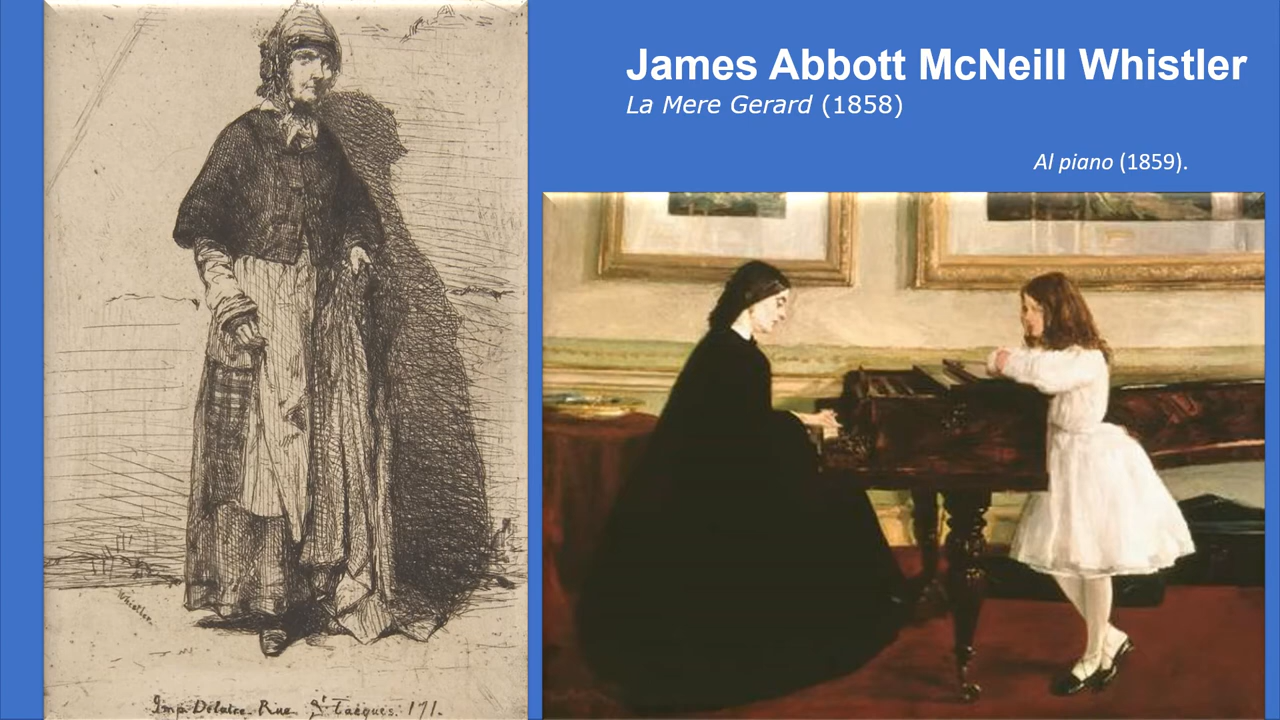 James Abbott McNeill Whistler
La Mere Gerard (1858)
Al piano (1859).
Whistler.
Imp. Delatre. Rue St. Jacques. 171.